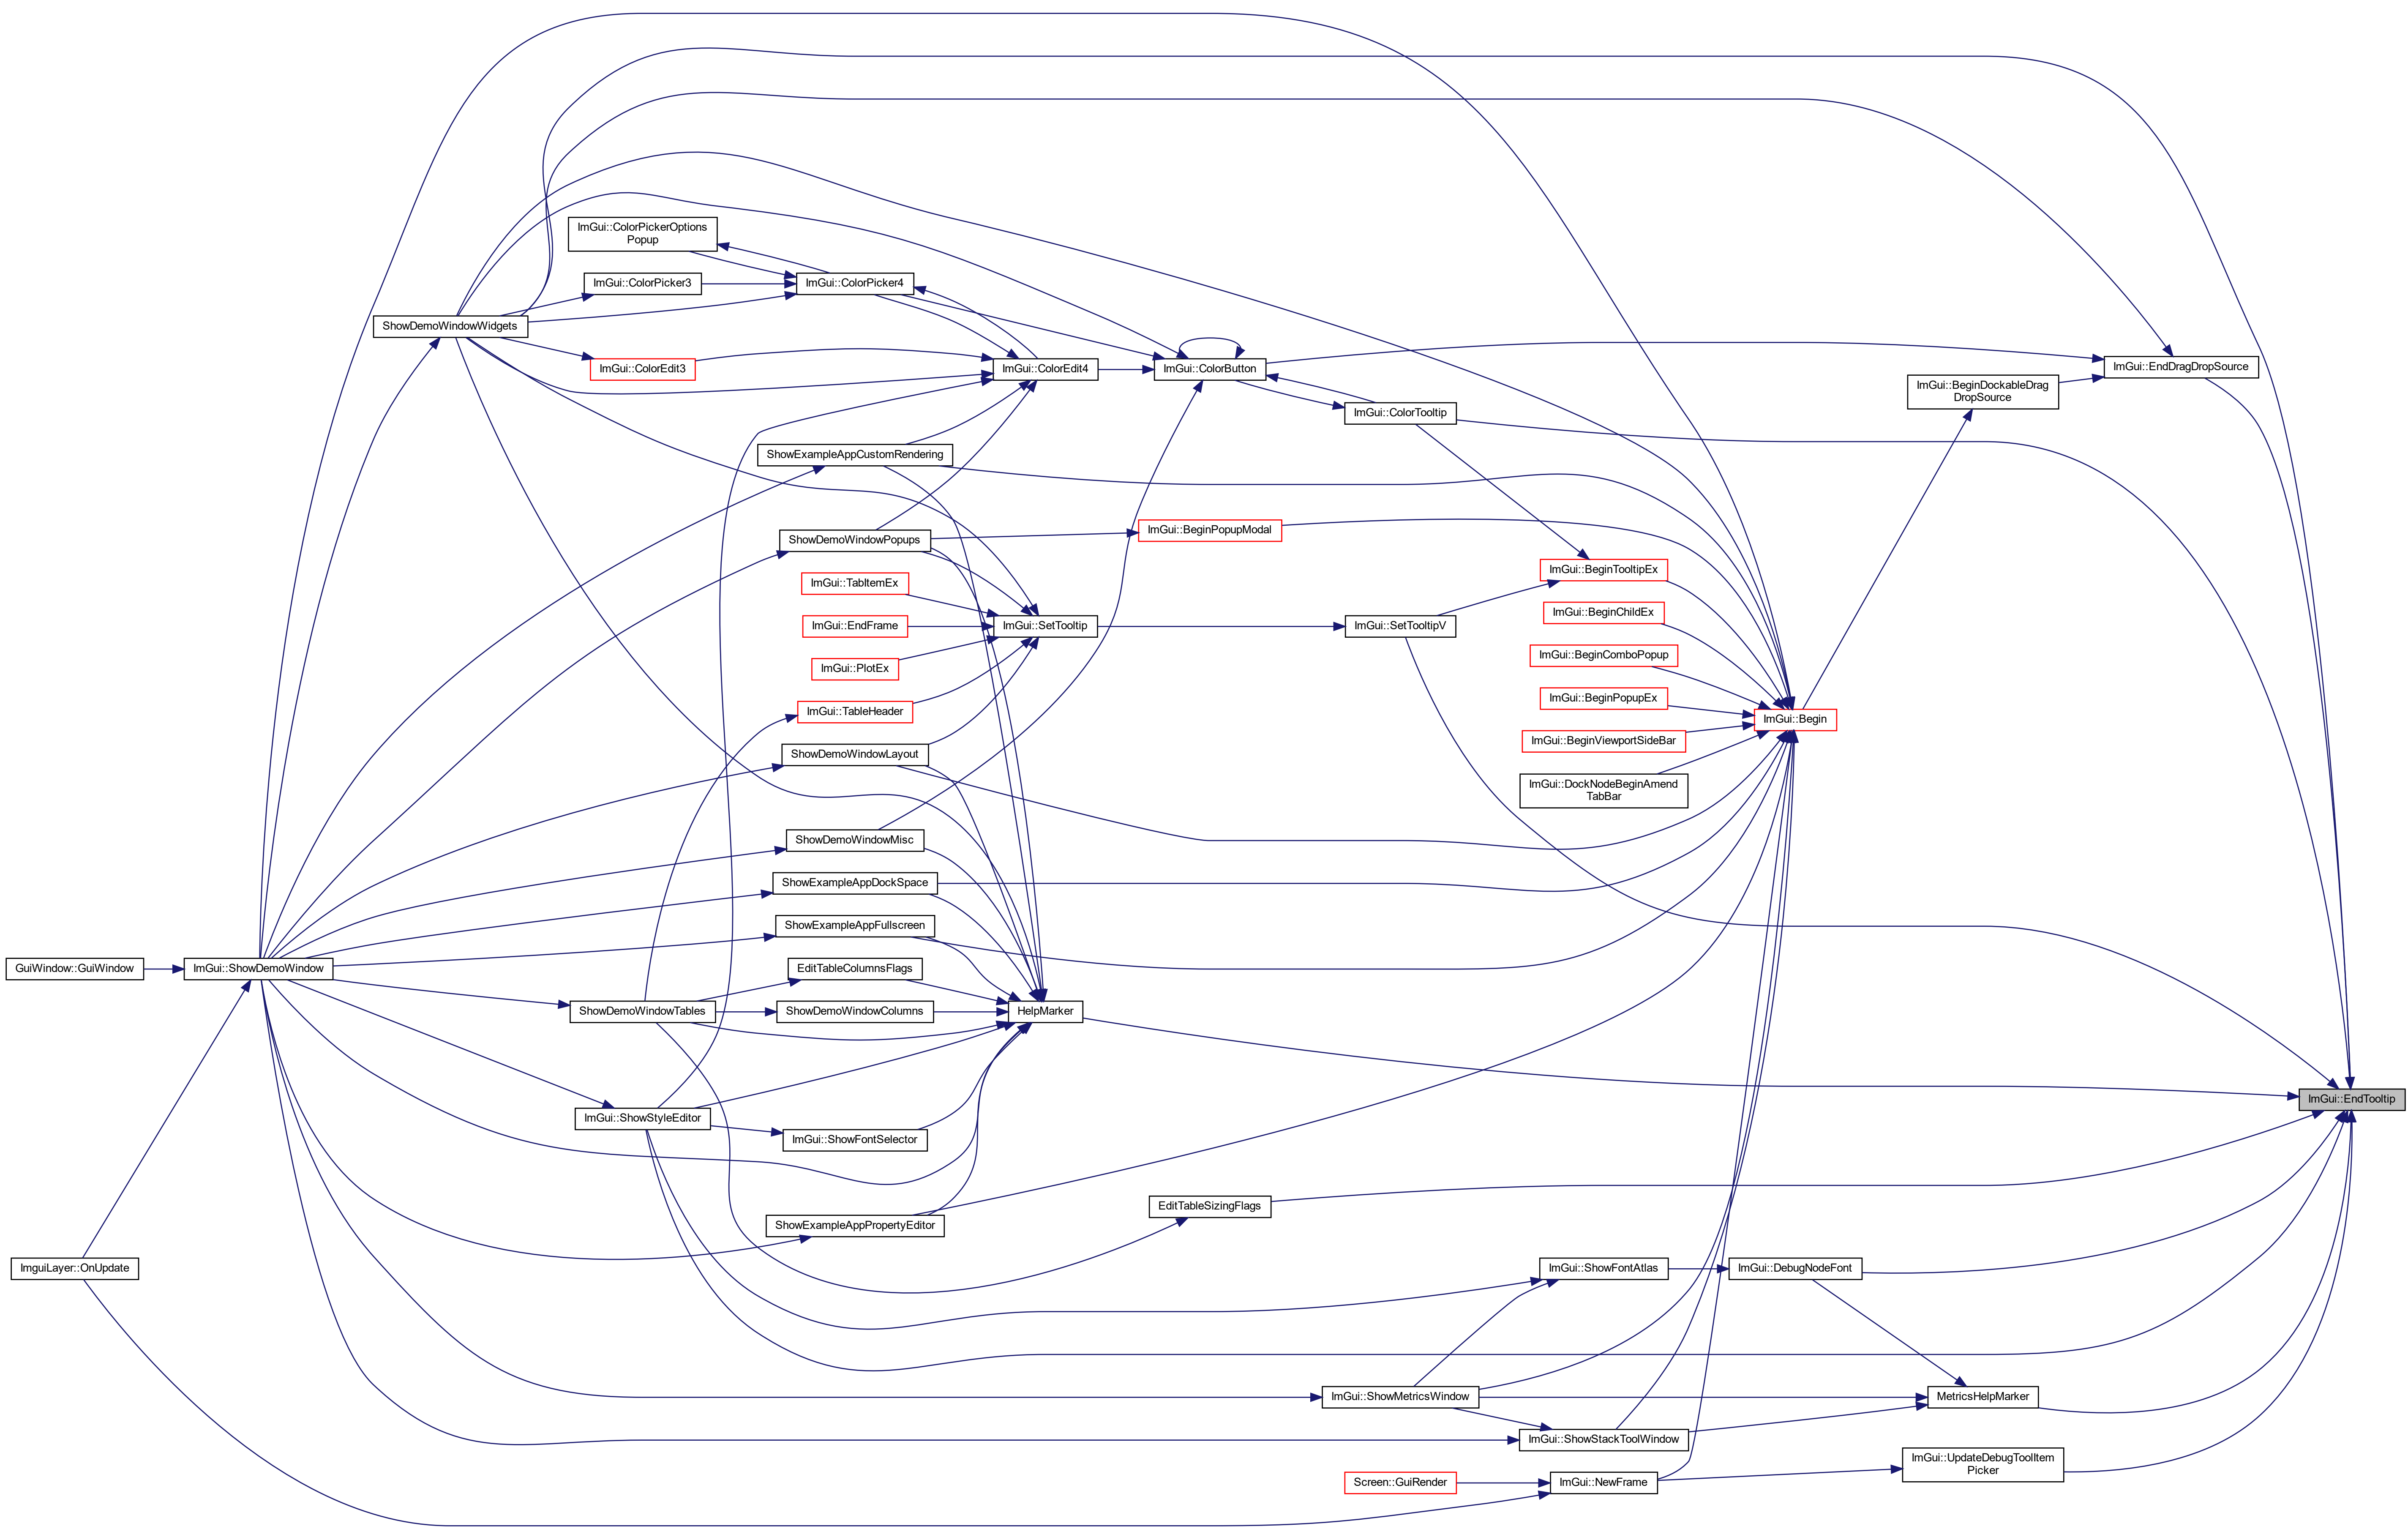 ImGui::ColorPickerOptions
Popup
ImGui::ColorPicker3
ImGui::ColorPicker4
ShowDemoWindowWidgets
ImGui::ColorEdit3
ImGui::ColorEdit4
ImGui::ColorButton
ImGui::EndDragDropSource
ImGui::BeginDockableDrag
DropSource
ImGui::ColorTooltip
ShowExampleAppCustomRendering
ImGui::BeginPopupModal
ShowDemoWindowPopups
ImGui::BeginTooltipEx
ImGui::TabItemEx
ImGui::BeginChildEx
ImGui::EndFrame
ImGui::SetTooltip
ImGui::SetTooltipV
ImGui::BeginComboPopup
ImGui::PlotEx
ImGui::BeginPopupEx
ImGui::TableHeader
ImGui::Begin
ImGui::BeginViewportSideBar
ShowDemoWindowLayout
ImGui::DockNodeBeginAmend
TabBar
ShowDemoWindowMisc
ShowExampleAppDockSpace
ShowExampleAppFullscreen
GuiWindow::GuiWindow
ImGui::ShowDemoWindow
EditTableColumnsFlags
ShowDemoWindowTables
ShowDemoWindowColumns
HelpMarker
ImGui::EndTooltip
ImGui::ShowStyleEditor
ImGui::ShowFontSelector
EditTableSizingFlags
ShowExampleAppPropertyEditor
ImguiLayer::OnUpdate
ImGui::ShowFontAtlas
ImGui::DebugNodeFont
ImGui::ShowMetricsWindow
MetricsHelpMarker
ImGui::ShowStackToolWindow
ImGui::UpdateDebugToolItem
Picker
Screen::GuiRender
ImGui::NewFrame